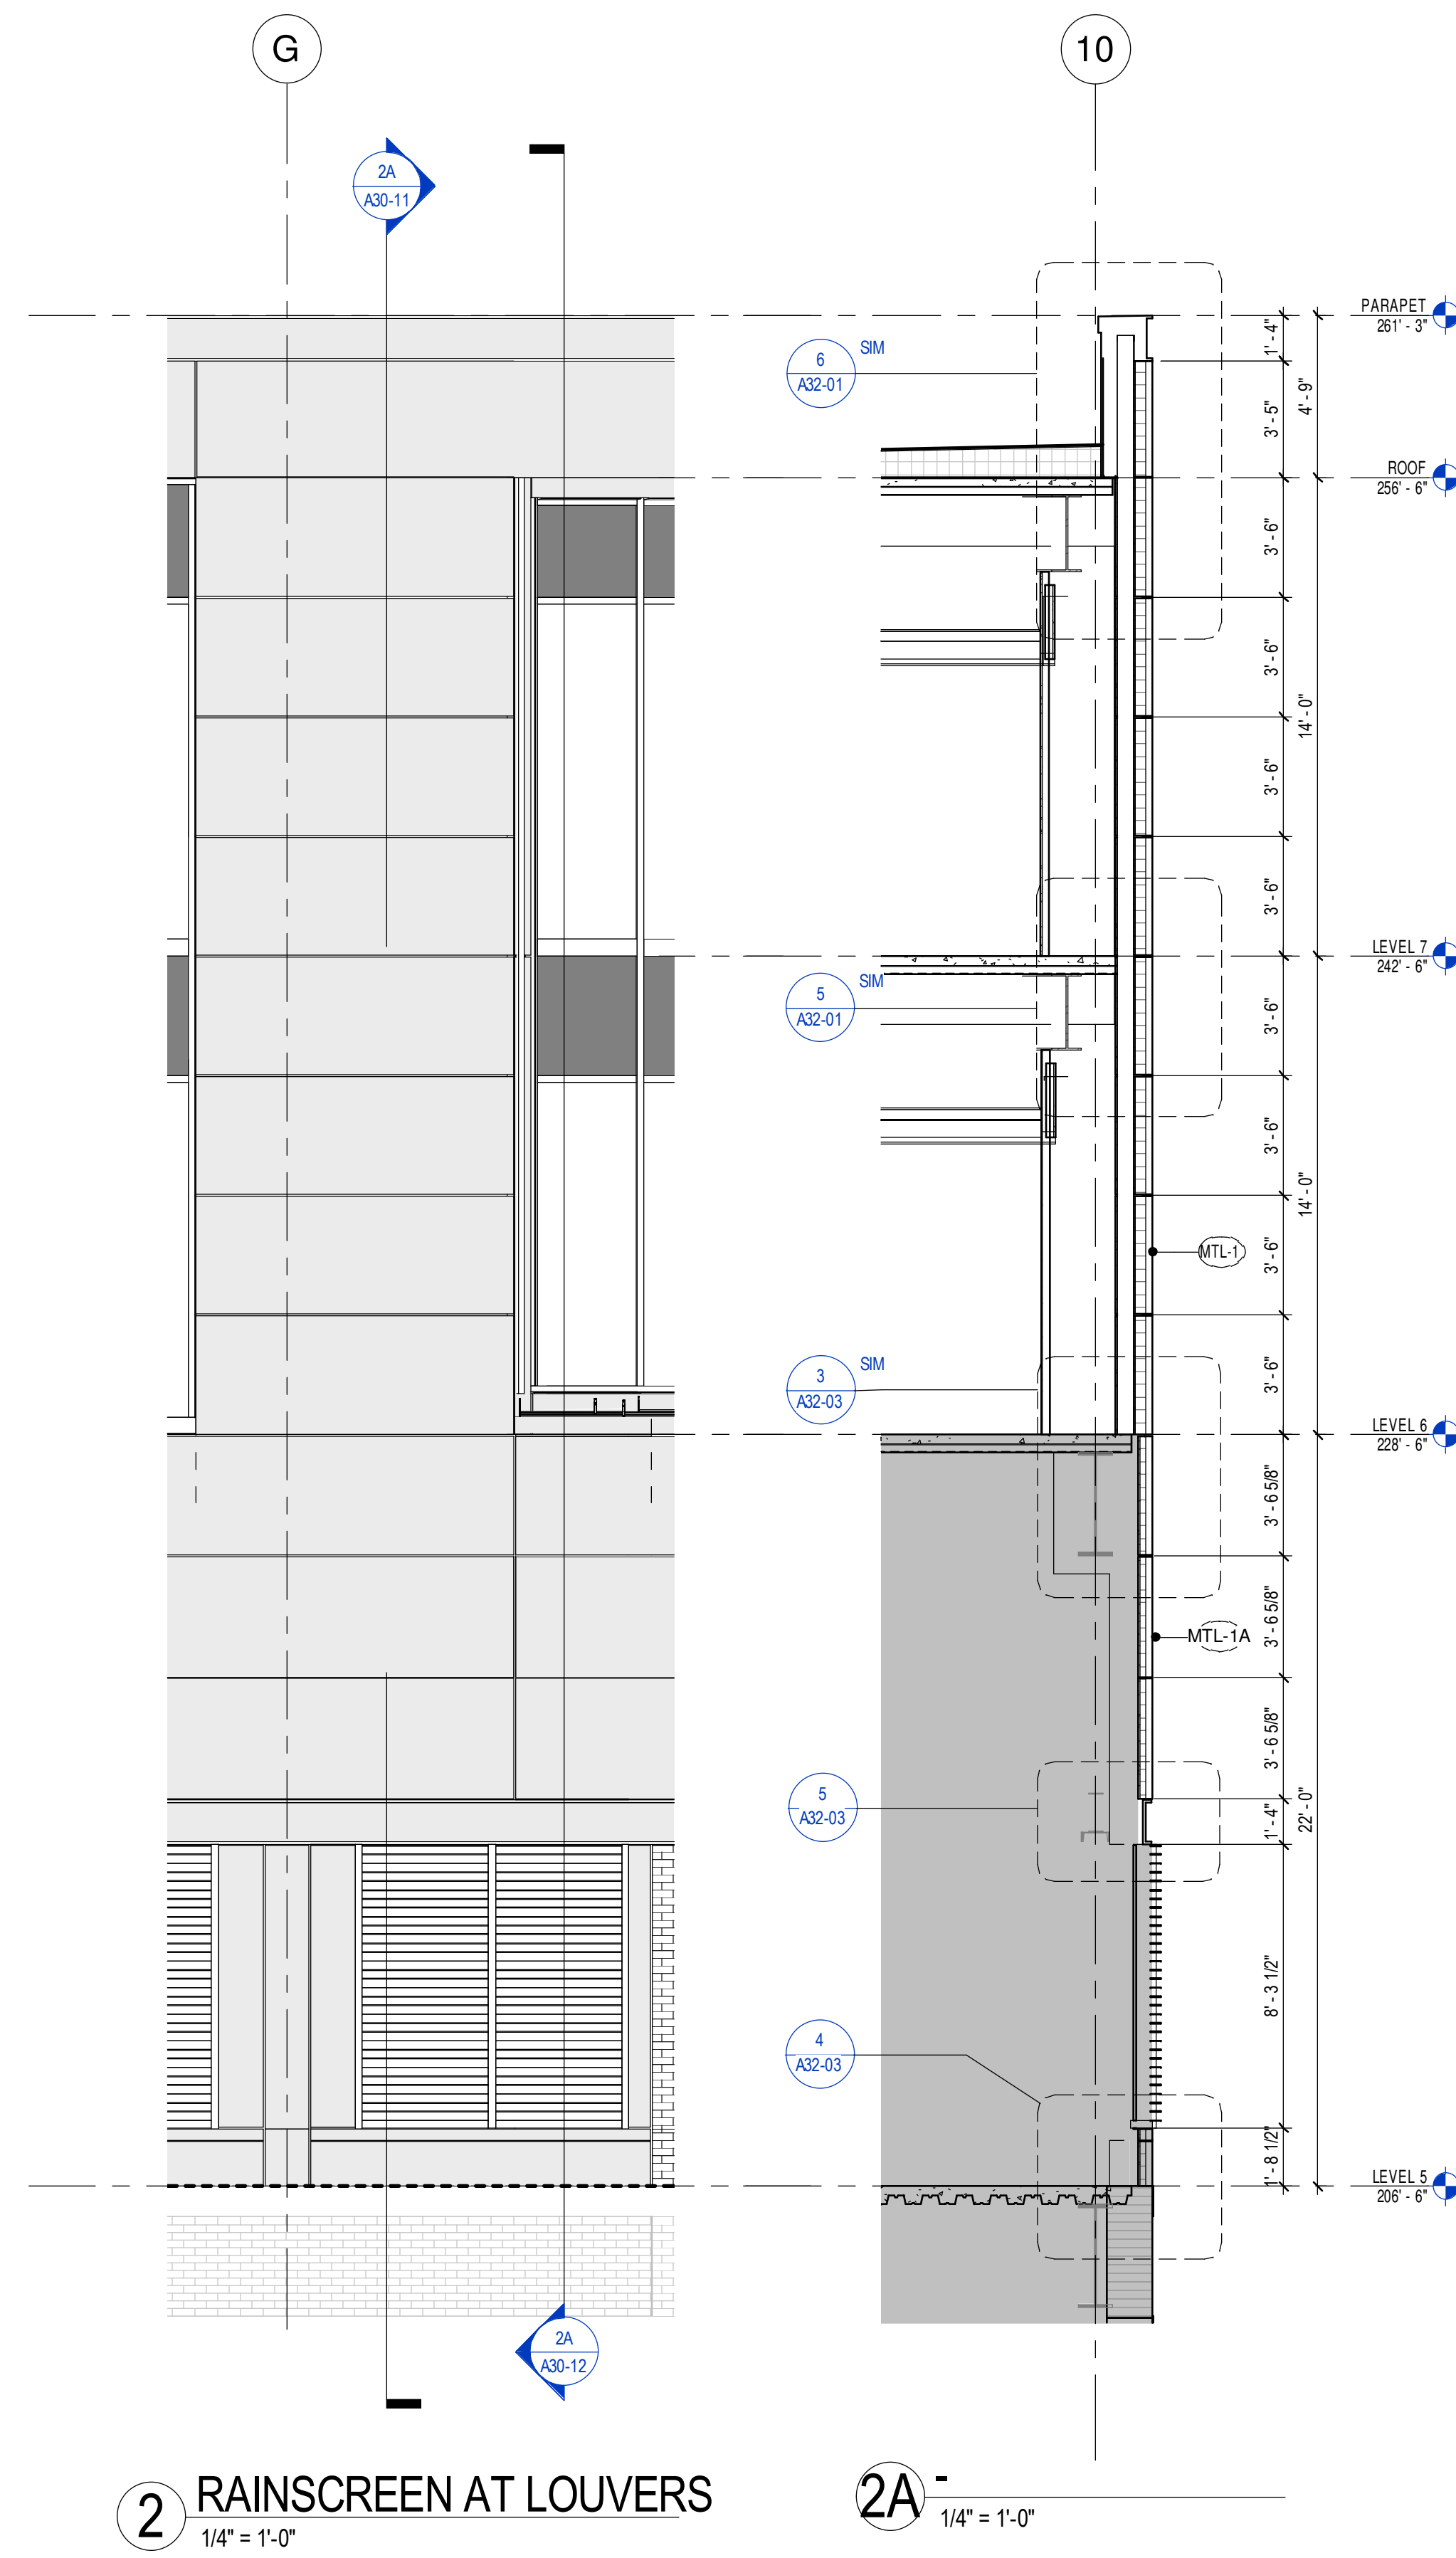 G
10
2A
A30-11
PARAPET
261' - 3"
1' - 4"
SIM
6
A32-01
4' - 9"
3' - 5"
ROOF
256' - 6"
3' - 6"
3' - 6"
14' - 0"
3' - 6"
3' - 6"
LEVEL 7
242' - 6"
SIM
5
A32-01
3' - 6"
3' - 6"
14' - 0"
MTL-1
3' - 6"
SIM
3
A32-03
3' - 6"
LEVEL 6
228' - 6"
3' - 6 5/8"
3' - 6 5/8"
MTL-1A
3' - 6 5/8"
5
A32-03
1' - 4"
22' - 0"
8' - 3 1/2"
4
A32-03
1' - 8 1/2"
LEVEL 5
206' - 6"
2A
A30-12
2
RAINSCREEN AT LOUVERS
1/4" = 1'-0"
2A
-
1/4" = 1'-0"